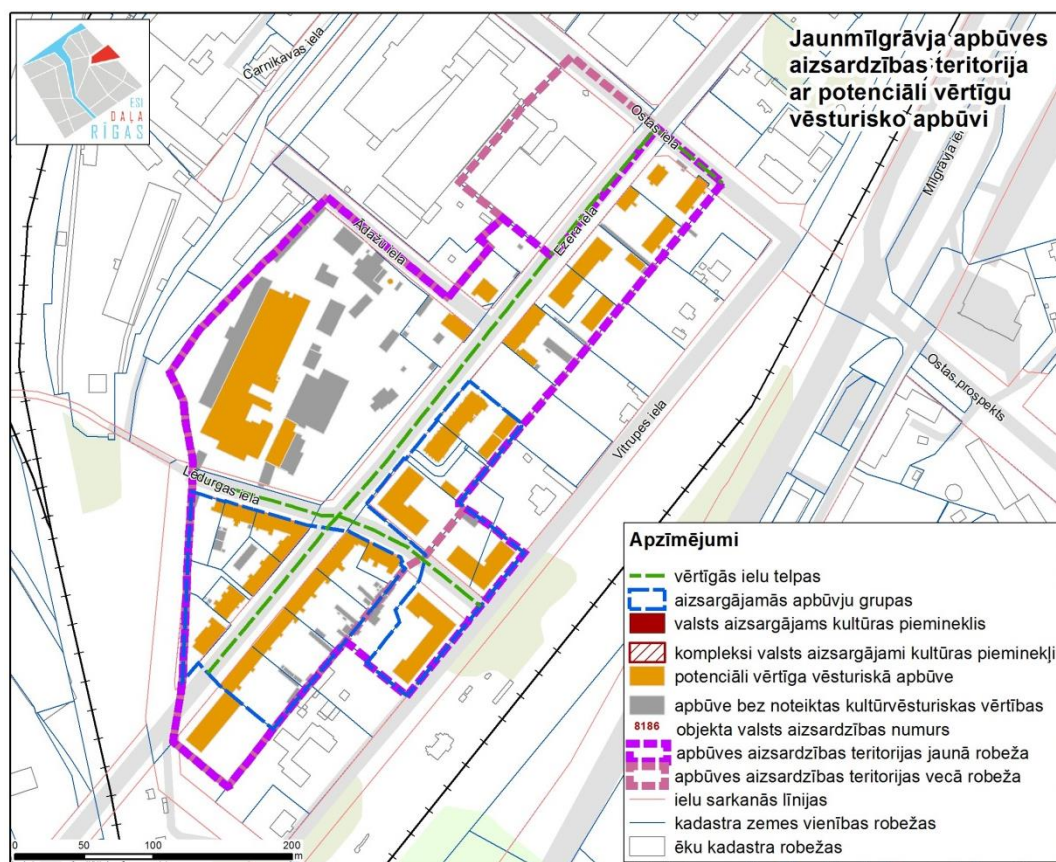 Jaunmīlgrāvja apbūves
aizsardzības teritorija
ar potenciāli vērtīgu
vēsturisko apbūvi
ESI
DAĻA
RĪGAS
Carnikavas iela
Ostas iela
Mīlgrāvja iela
Ādažu iela
Ezera iela
Ostas prospekts
Vitrupes iela
Lēdurgas iela
Apzīmējumi
vērtīgās ielu telpas
aizsargājamās apbūvju grupas
valsts aizsargājams kultūras piemineklis
kompleksi valsts aizsargājami kultūras pieminekļi
potenciāli vērtīga vēsturiskā apbūve
apbūve bez noteiktas kultūrvēsturiskas vērtības
8186 objekta valsts aizsardzības numurs
apbūves aizsardzības teritorijas jaunā robeža
apbūves aizsardzības teritorijas vecā robeža
ielu sarkanās līnijas
kadastra zemes vienības robežas
ēku kadastra robežas
0 50 100 200
m